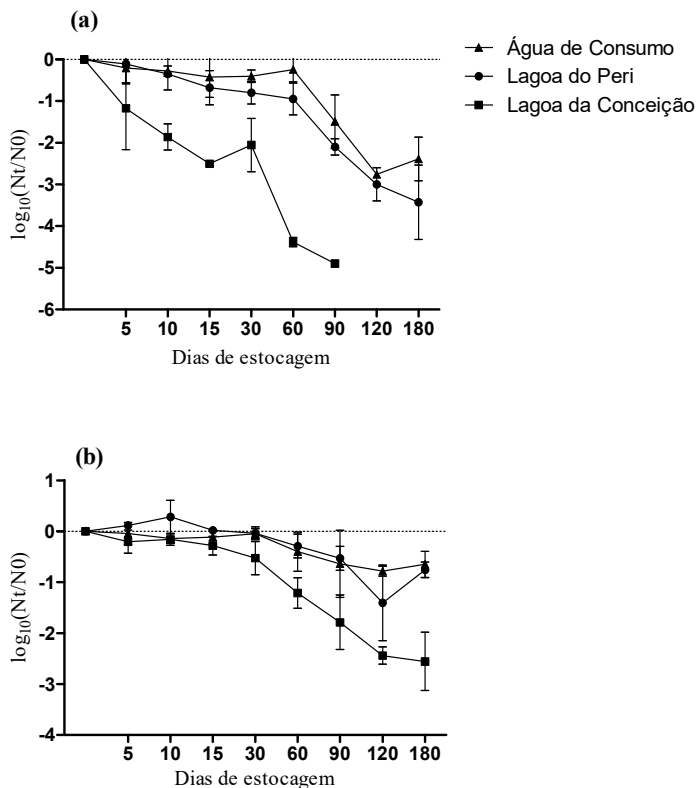 (a)
Água de Consumo
Lagoa do Peri
Lagoa da Conceição
0
-1
-2
-3
-4
-5
-6
log10(Nt/N0)
5 10 15 30 60 90 120 180
Dias de estocagem
(b)
1
0
-1
-2
-3
-4
log10(Nt/N0)
5 10 15 30 60 90 120 180
Dias de estocagem